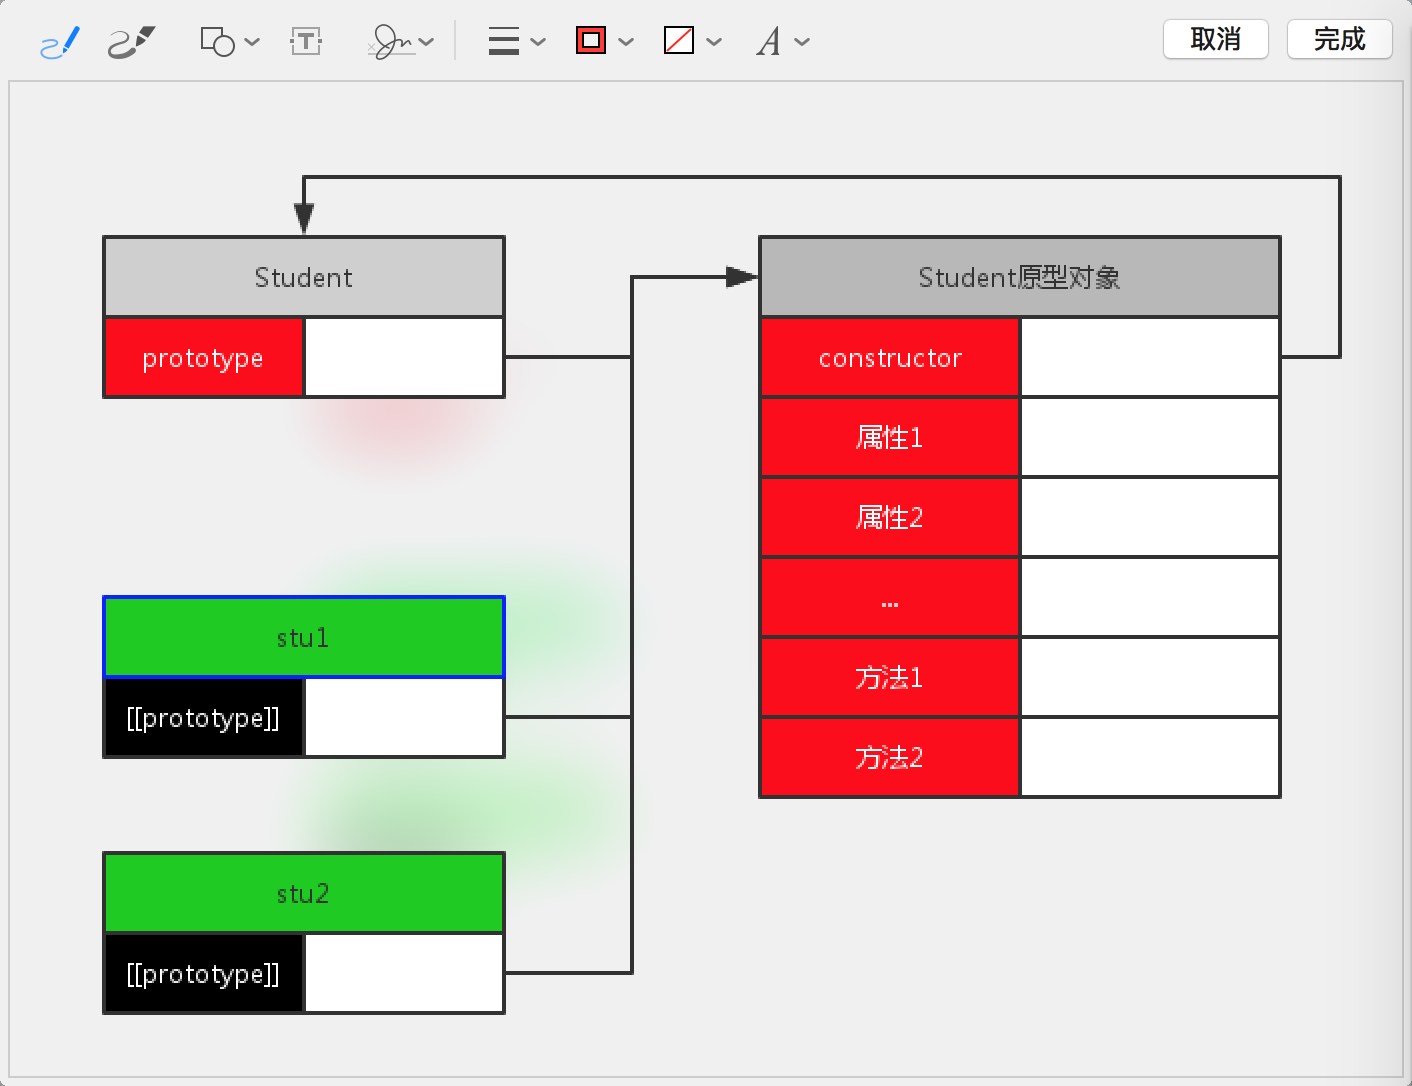 取消
完成
Student
prototype
Student原型对象
constructor
属性1
属性2
...
方法1
方法2
stu1
[[prototype]]
stu2
[[prototype]]